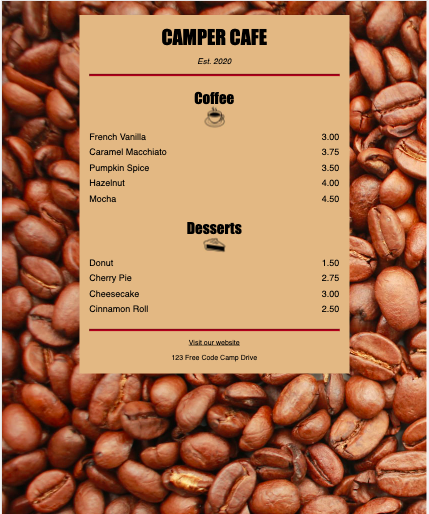 CAMPER CAFE
Est. 2020
Coffee
French Vanilla 3.00
Caramel Macchiato 3.75
Pumpkin Spice 3.50
Hazelnut 4.00
Mocha 4.50
Desserts
Donut 1.50
Cherry Pie 2.75
Cheesecake 3.00
Cinnamon Roll 2.50
Visit our website
123 Free Code Camp Drive